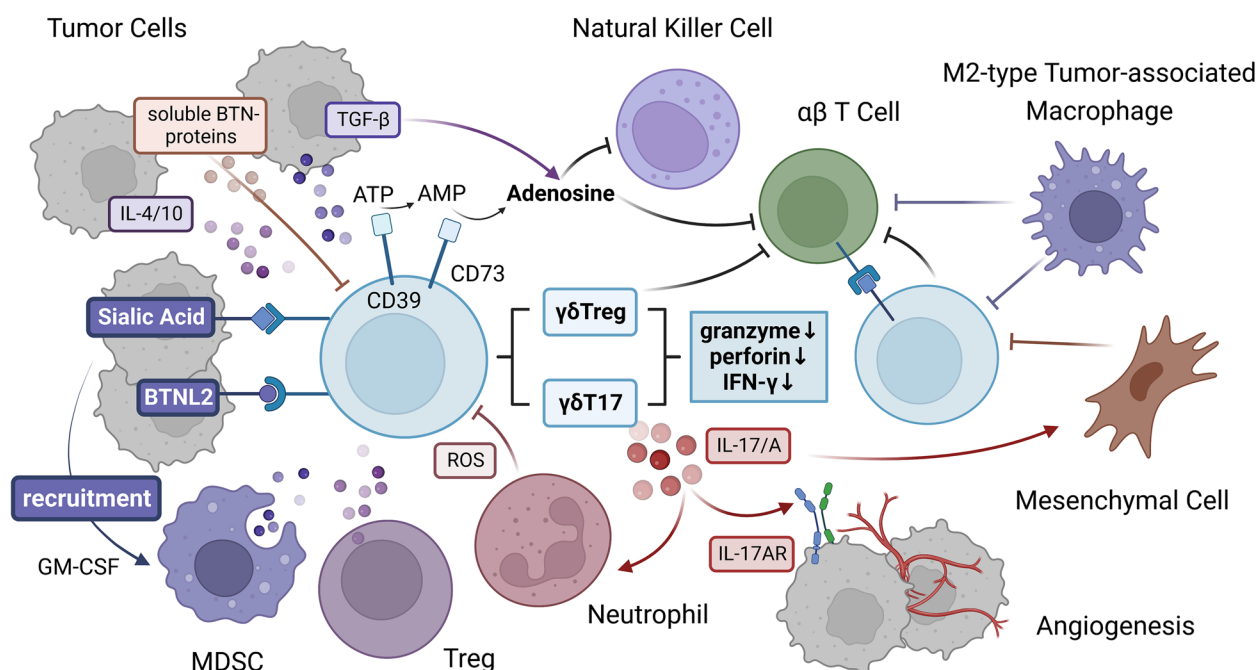 Tumor Cells
Natural Killer Cell
M2-type Tumor-associated
Macrophage
αβ T Cell
soluble BTN-
proteins
TGF-β
IL-4/10
ATP
AMP
Adenosine
CD73
CD39
Sialic Acid
BTNL2
γδTreg
γδT17
granzyme↓
perforin↓
IFN-γ↓
ROS
IL-17/A
recruitment
GM-CSF
IL-17AR
Mesenchymal Cell
Neutrophil
Angiogenesis
MDSC
Treg